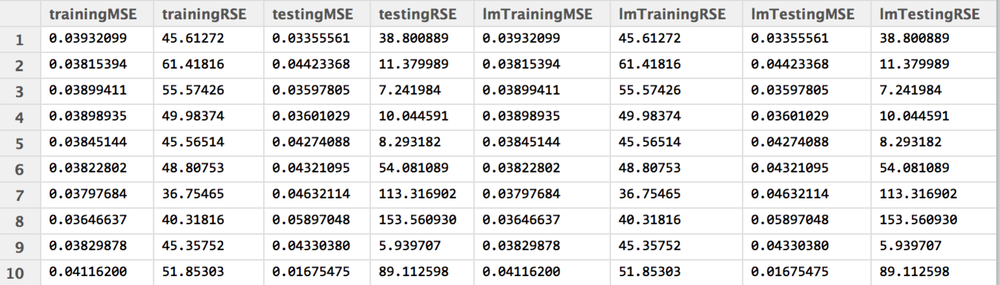 trainingMSE trainingRSE testingMSE testingRSE lmTrainingMSE lmTrainingRSE lmTestingMSE lmTestingRSE
1 0.03932099 45.61272 0.03355561 38.800889 0.03932099 45.61272 0.03355561 38.800889
2 0.03815394 61.41816 0.04423368 11.379989 0.03815394 61.41816 0.04423368 11.379989
3 0.03899411 55.57426 0.03597805 7.241984 0.03899411 55.57426 0.03597805 7.241984
4 0.03898935 49.98374 0.03601029 10.044591 0.03898935 49.98374 0.03601029 10.044591
5 0.03845144 45.56514 0.04274088 8.293182 0.03845144 45.56514 0.04274088 8.293182
6 0.03822802 48.80753 0.04321095 54.081089 0.03822802 48.80753 0.04321095 54.081089
7 0.03797684 36.75465 0.04632114 113.316902 0.03797684 36.75465 0.04632114 113.316902
8 0.03646637 40.31816 0.05897048 153.560930 0.03646637 40.31816 0.05897048 153.560930
9 0.03829878 45.35752 0.04330380 5.939707 0.03829878 45.35752 0.04330380 5.939707
10 0.04116200 51.85303 0.01675475 89.112598 0.04116200 51.85303 0.01675475 89.112598